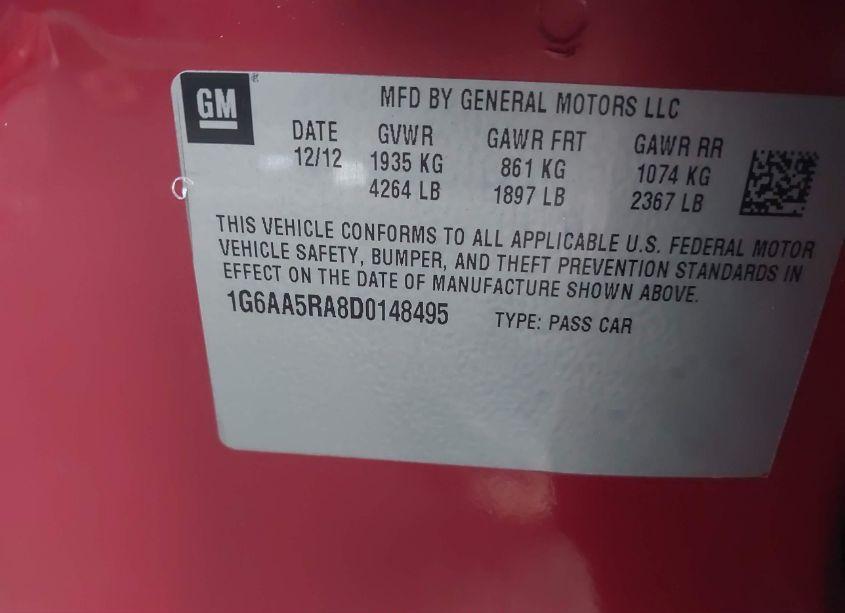 GM
MFD BY GENERAL MOTORS LLC
DATE GVWR GAWR FRT GAWR RR
12/12 1935 KG 861 KG 1074 KG
4264 LB 1897 LB 2367 LB
THIS VEHICLE CONFORMS TO ALL APPLICABLE U.S. FEDERAL MOTOR
VEHICLE SAFETY, BUMPER, AND THEFT PREVENTION STANDARDS IN
EFFECT ON THE DATE OF MANUFACTURE SHOWN ABOVE.
1G6AA5RA8D0148495 TYPE: PASS CAR